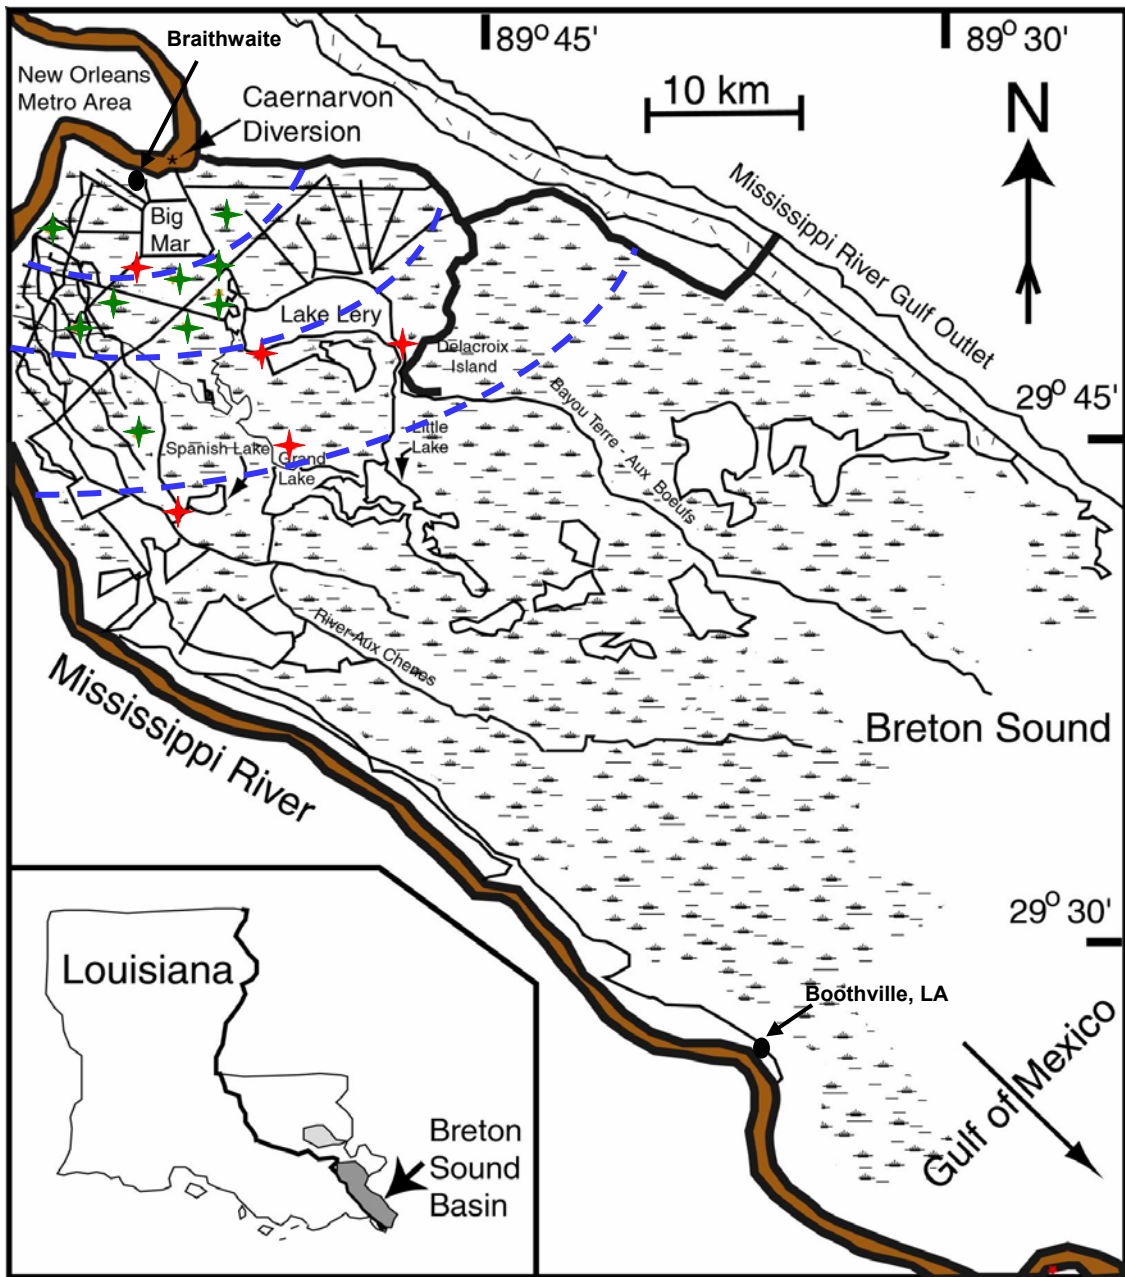 Braithwaite
89° 45'
89° 30'
New Orleans
Metro Area
Caernarvon
Diversion
10 km
N
*
Big
Mar
Mississippi River Gulf Outlet
Lake Lery
Delacroix
Island
29° 45'
Bayou Terre - Aux Boeufs
Little
Lake
Spanish Lake
Grand
Lake
River Aux Chenes
Mississippi River
Breton Sound
29° 30'
Louisiana
Boothville, LA
Gulf of Mexico
Breton
Sound
Basin